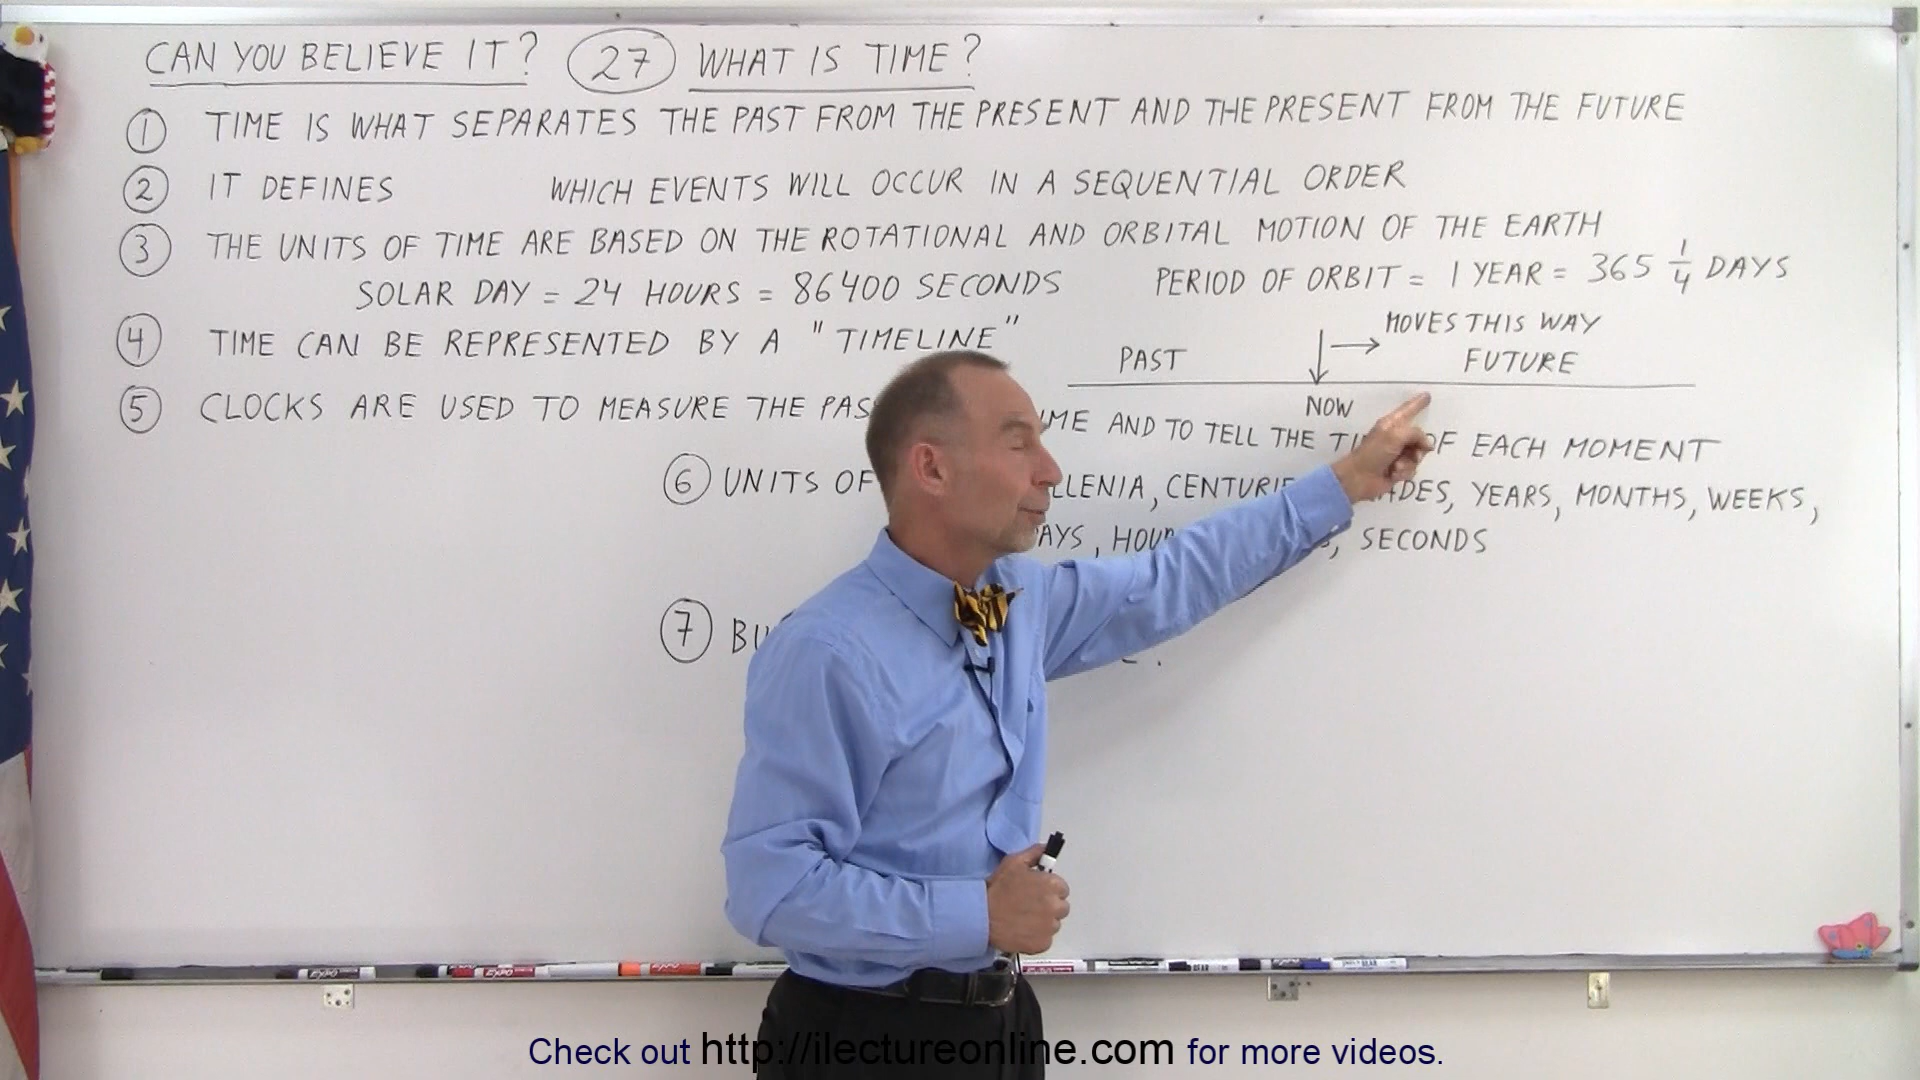 CAN YOU BELIEVE IT? 27 WHAT IS TIME?
1 TIME IS WHAT SEPARATES THE PAST FROM THE PRESENT AND THE PRESENT FROM THE FUTURE
2 IT DEFINES WHICH EVENTS WILL OCCUR IN A SEQUENTIAL ORDER
3 THE UNITS OF TIME ARE BASED ON THE ROTATIONAL AND ORBITAL MOTION OF THE EARTH
SOLAR DAY = 24 HOURS = 86400 SECONDS PERIOD OF ORBIT = 1 YEAR = 365 1/4 DAYS
4 TIME CAN BE REPRESENTED BY A "TIMELINE"
MOVES THIS WAY
PAST FUTURE
NOW
5 CLOCKS ARE USED TO MEASURE THE AND TO TELL THE OF EACH MOMENT
6 UNITS OF YEARS, MONTHS, WEEKS,
SECONDS
7
Check out http://ilectureonline.com for more videos.